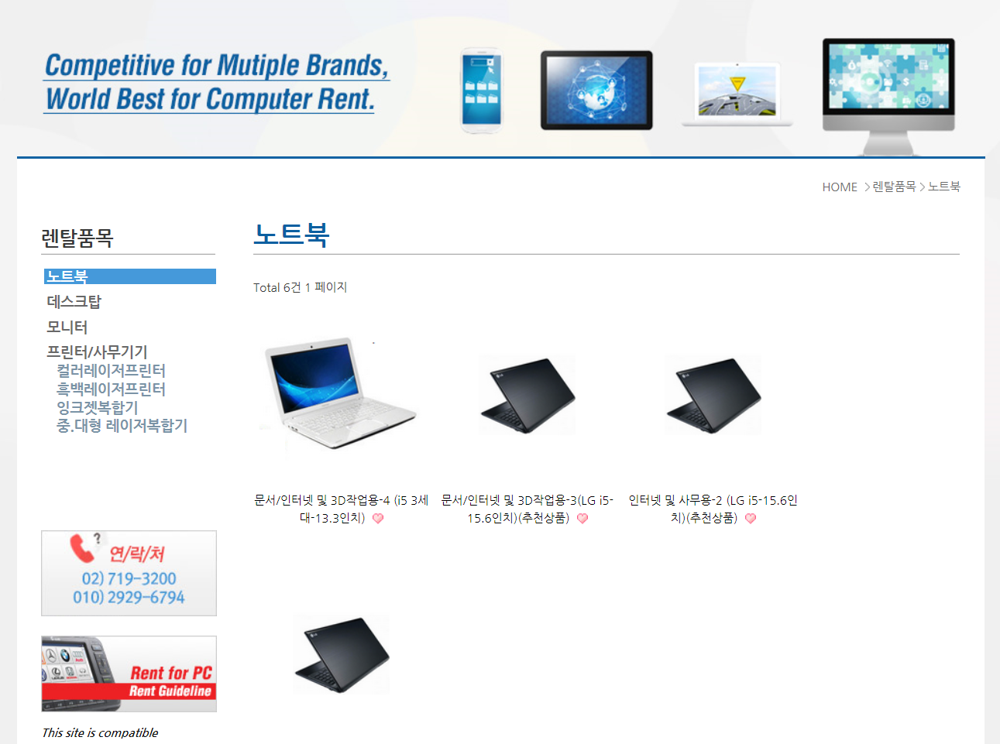 Competitive for Mutiple Brands,
World Best for Computer Rent.
HOME > 렌탈품목 > 노트북
렌탈품목
노트북
데스크탑
모니터
프린터/사무기기
컬러레이저프린터
흑백레이저프린터
잉크젯복합기
중.대형 레이저복합기
연/락/처
02) 719-3200
010) 2929-6794
Rent for PC
Rent Guideline
This site is compatible
노트북
Total 6건 1 페이지
문서/인터넷 및 3D작업용-4 (i5 3세
대-13.3인치)
문서/인터넷 및 3D작업용-3(LG i5-
15.6인치)(추천상품)
인터넷 및 사무용-2 (LG i5-15.6인
치)(추천상품)